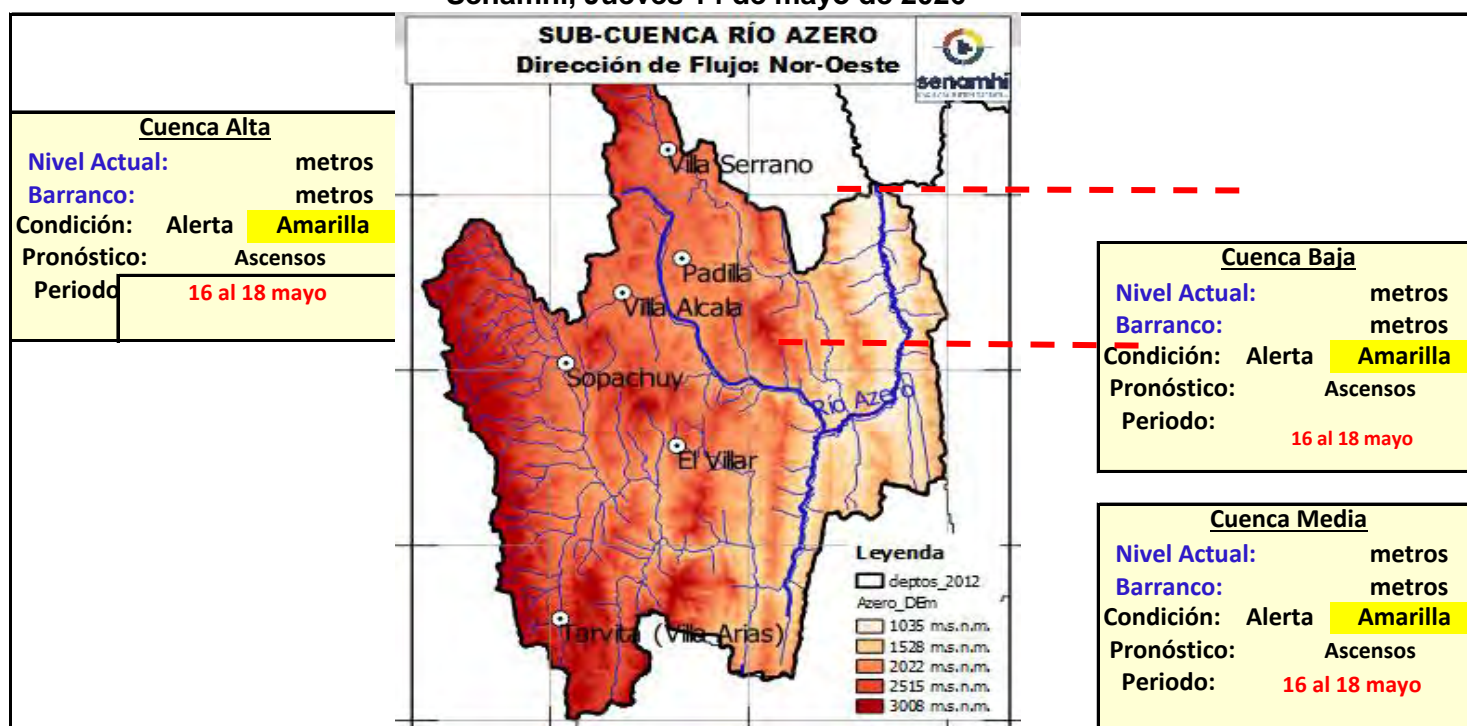 SUB-CUENCA RÍO AZERO
Dirección de Flujo: Nor-Oeste
senamhi
Cuenca Alta
Nivel Actual: metros
Barranco: metros
Condición: Alerta Amarilla
Pronóstico: Ascensos
Periodo 16 al 18 mayo
Villa Serrano
Padilla
Villa Alcala
Sopachuy
Río Azero
El Villar
Tarvita (Villa Arias)
Leyenda
deptos_2012
Azero_DEm
1035 m.s.n.m.
1528 m.s.n.m.
2022 m.s.n.m.
2515 m.s.n.m.
3008 m.s.n.m.
Cuenca Baja
Nivel Actual: metros
Barranco: metros
Condición: Alerta Amarilla
Pronóstico: Ascensos
Periodo:
16 al 18 mayo
Cuenca Media
Nivel Actual: metros
Barranco: metros
Condición: Alerta Amarilla
Pronóstico: Ascensos
Periodo: 16 al 18 mayo